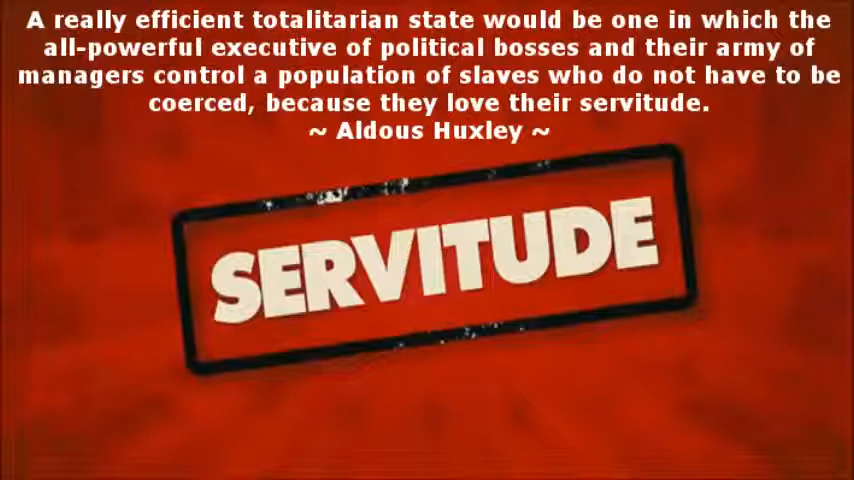 A really efficient totalitarian state would be one in which the
all-powerful executive of political bosses and their army of
managers control a population of slaves who do not have to be
coerced, because they love their servitude.
~ Aldous Huxley ~
SERVITUDE